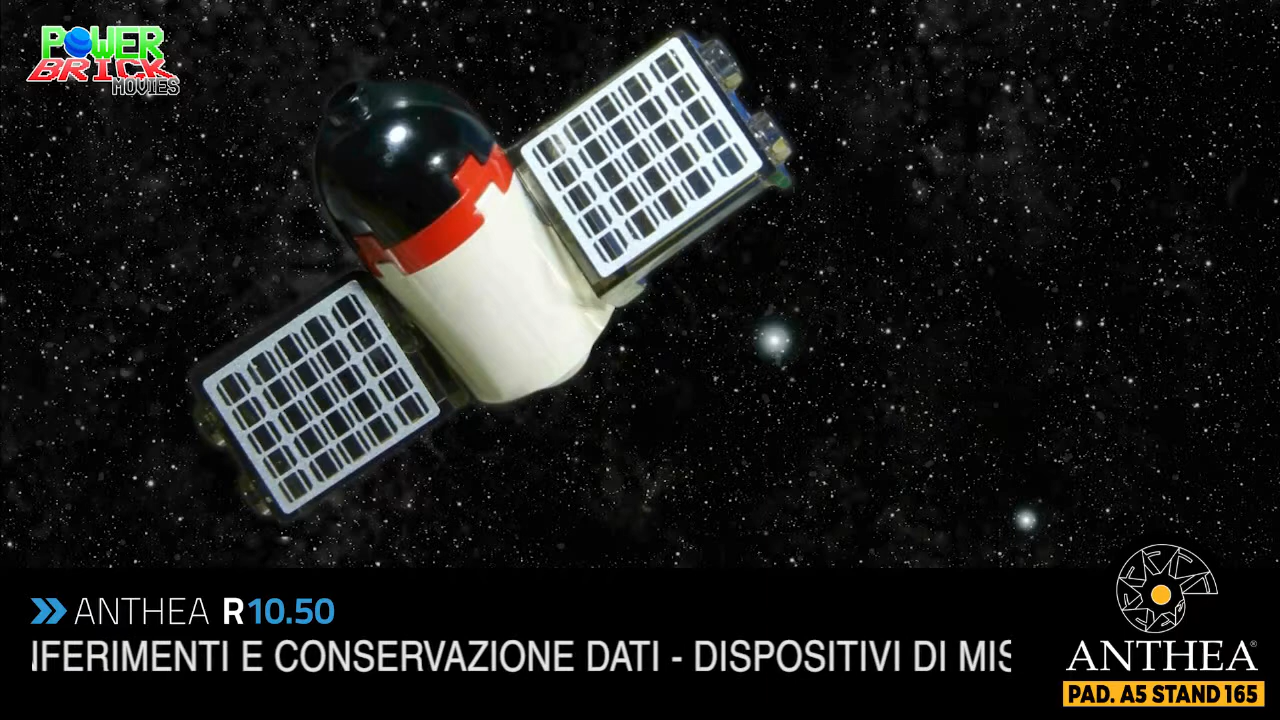 POWER
BRICK
MOVIES
ANTHEA R10.50
IFERIMENTI E CONSERVAZIONE DATI - DISPOSITIVI DI MIS
ANTHEA®
PAD. A5 STAND 165